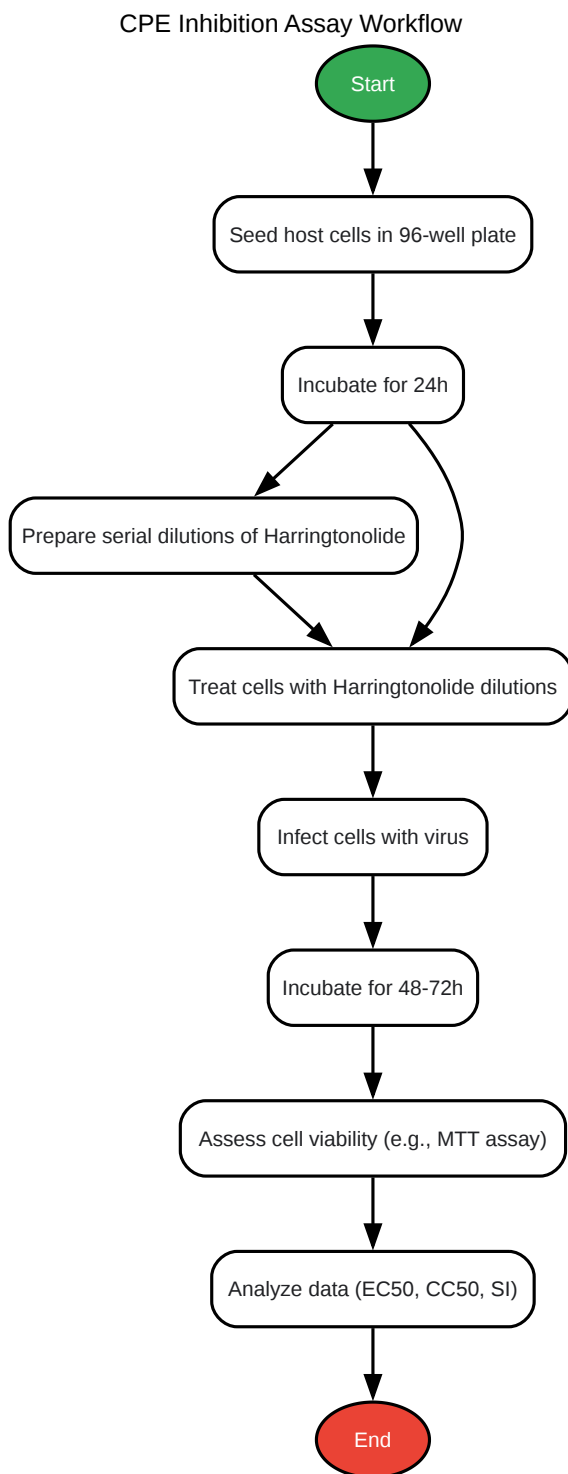 CPE Inhibition Assay Workflow
Start
Seed host cells in 96-well plate
Incubate for 24h
Prepare serial dilutions of Harringtonolide
Treat cells with Harringtonolide dilutions
Infect cells with virus
Incubate for 48-72h
Assess cell viability (e.g., MTT assay)
Analyze data (EC50, CC50, SI)
End